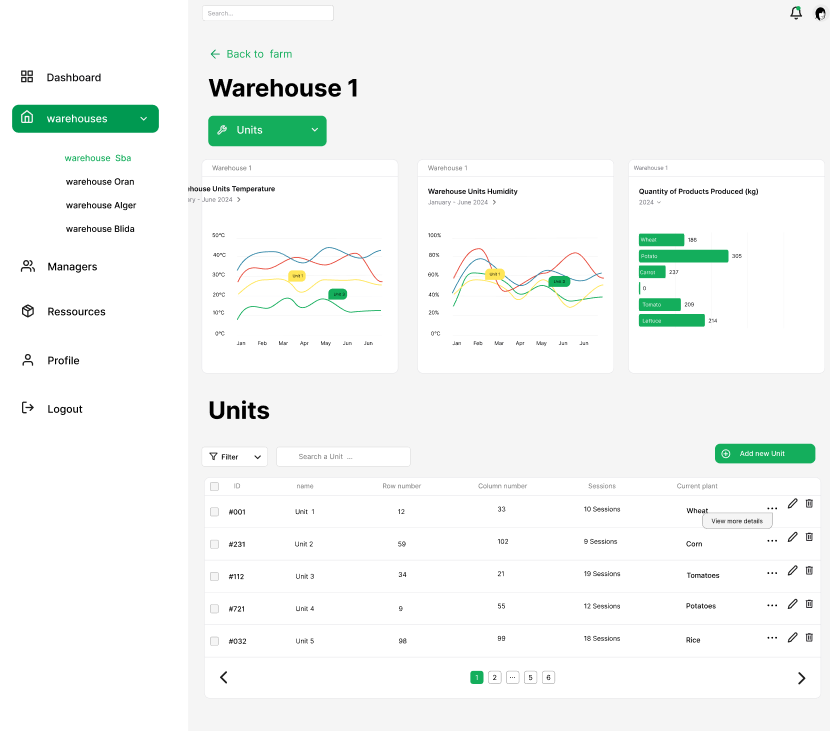 Search...
Dashboard
warehouses
warehouse Sba
warehouse Oran
warehouse Alger
warehouse Blida
Managers
Ressources
Profile
Logout
Back to farm
Warehouse 1
Units
Warehouse 1
house Units Temperature
ry - June 2024
50°C
40°C
30°C
20°C
10°C
0°C
Unit 1
Jan Feb Mar Apr May Jun Jun
Warehouse 1
Warehouse Units Humidity
January - June 2024
100%
80%
60%
40%
20%
0°C
Unit 1
Unit 2
Jan Feb Mar Apr May Jun Jun
Warehouse 1
Quantity of Products Produced (kg)
2024
Wheat 186
Potato 305
Carrot 237
0
Tomato 209
Lettuce 214
Units
Filter
Search a Unit ...
Add new Unit
ID name Row number Column number Sessions Current plant
#001 Unit 1 12 33 10 Sessions Wheat
View more details
#231 Unit 2 59 102 9 Sessions Corn
#112 Unit 3 34 21 19 Sessions Tomatoes
#721 Unit 4 9 55 12 Sessions Potatoes
#032 Unit 5 98 99 18 Sessions Rice
1 2 ... 5 6